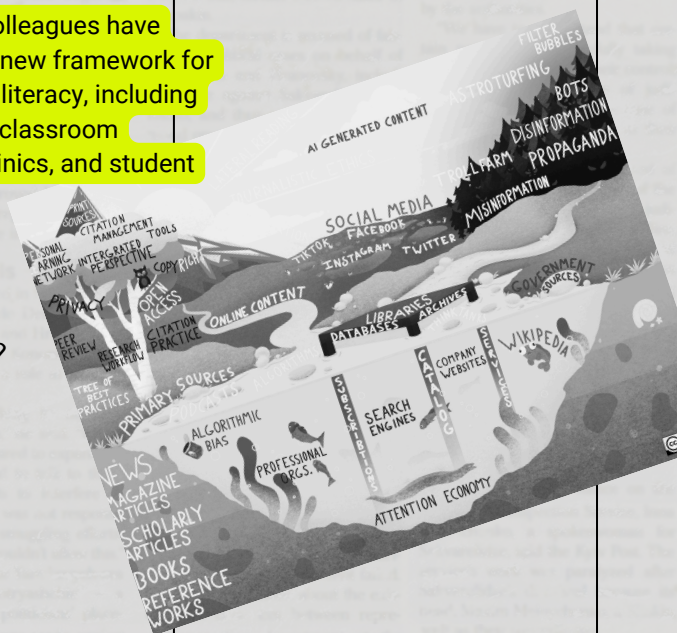 olleagues have
new framework for
literacy, including
classroom
inics, and student
FILTER
BUBBLES
ASTROTURFING
BOTS
DISINFORMATION
TROLL FARM
PROPAGANDA
MISINFORMATION
AI GENERATED CONTENT
SOCIAL MEDIA
FACEBOOK
TIKTOK
INSTAGRAM
TWITTER
PRINT
SOURCES
CITATION
MANAGEMENT
TOOLS
PERSONAL
LEARNING
NETWORK
INTERGRATED
PERSPECTIVE
COPYRIGHT
PRIVACY
OPEN
ACCESS
PEER
REVIEW
RESEARCH
WORKFLOW
CITATION
PRACTICE
TREE OF
BEST
PRACTICES
ONLINE CONTENT
LIBRARIES
DATABASES
ARCHIVES
GOVERNMENT
SOURCES
PRIMARY SOURCES
SUBSCRIBTIONS
CATALOG
SERVICES
COMPANY
WEBSITES
WIKIPEDIA
SEARCH
ENGINES
ALGORITHMIC
BIAS
PROFESSIONAL
ORGS.
ATTENTION ECONOMY
NEWS
MAGAZINE
ARTICLES
SCHOLARLY
ARTICLES
BOOKS
REFERENCE
WORKS